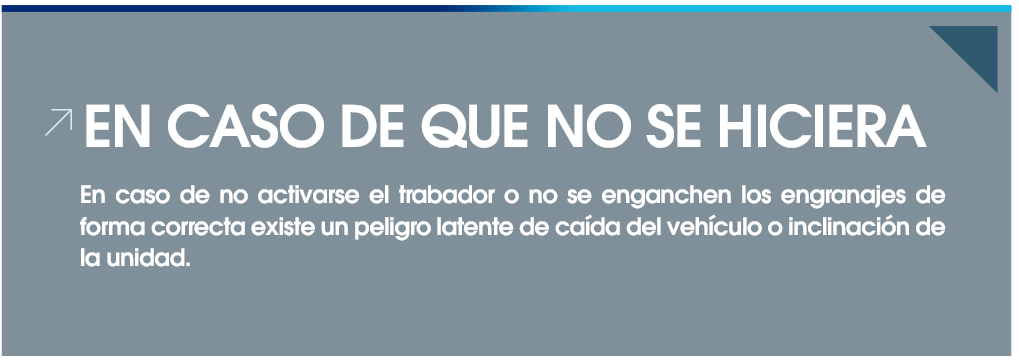 EN CASO DE QUE NO SE HICIERA
En caso de no activarse el trabador o no se enganchen los engranajes de
forma correcta existe un peligro latente de caída del vehículo o inclinación de
la unidad.